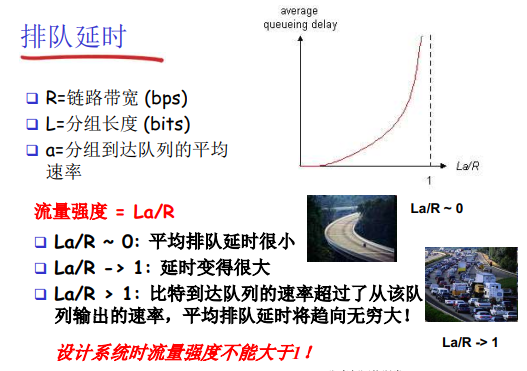 排队延时
average
queueing delay
R=链路带宽 (bps)
L=分组长度 (bits)
a=分组到达队列的平均
速率
La/R
1
流量强度 = La/R
La/R ~ 0
La/R ~ 0: 平均排队延时很小
La/R -> 1: 延时变得很大
La/R > 1: 比特到达队列的速率超过了从该队
列输出的速率，平均排队延时将趋向无穷大！
La/R -> 1
设计系统时流量强度不能大于1！